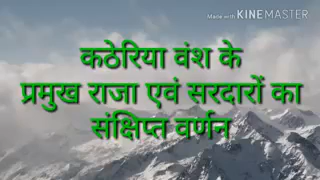 Made with KINEMASTER
कठेरिया वंश के
प्रमुख राजा एवं सरदारों का
संक्षिप्त वर्णन